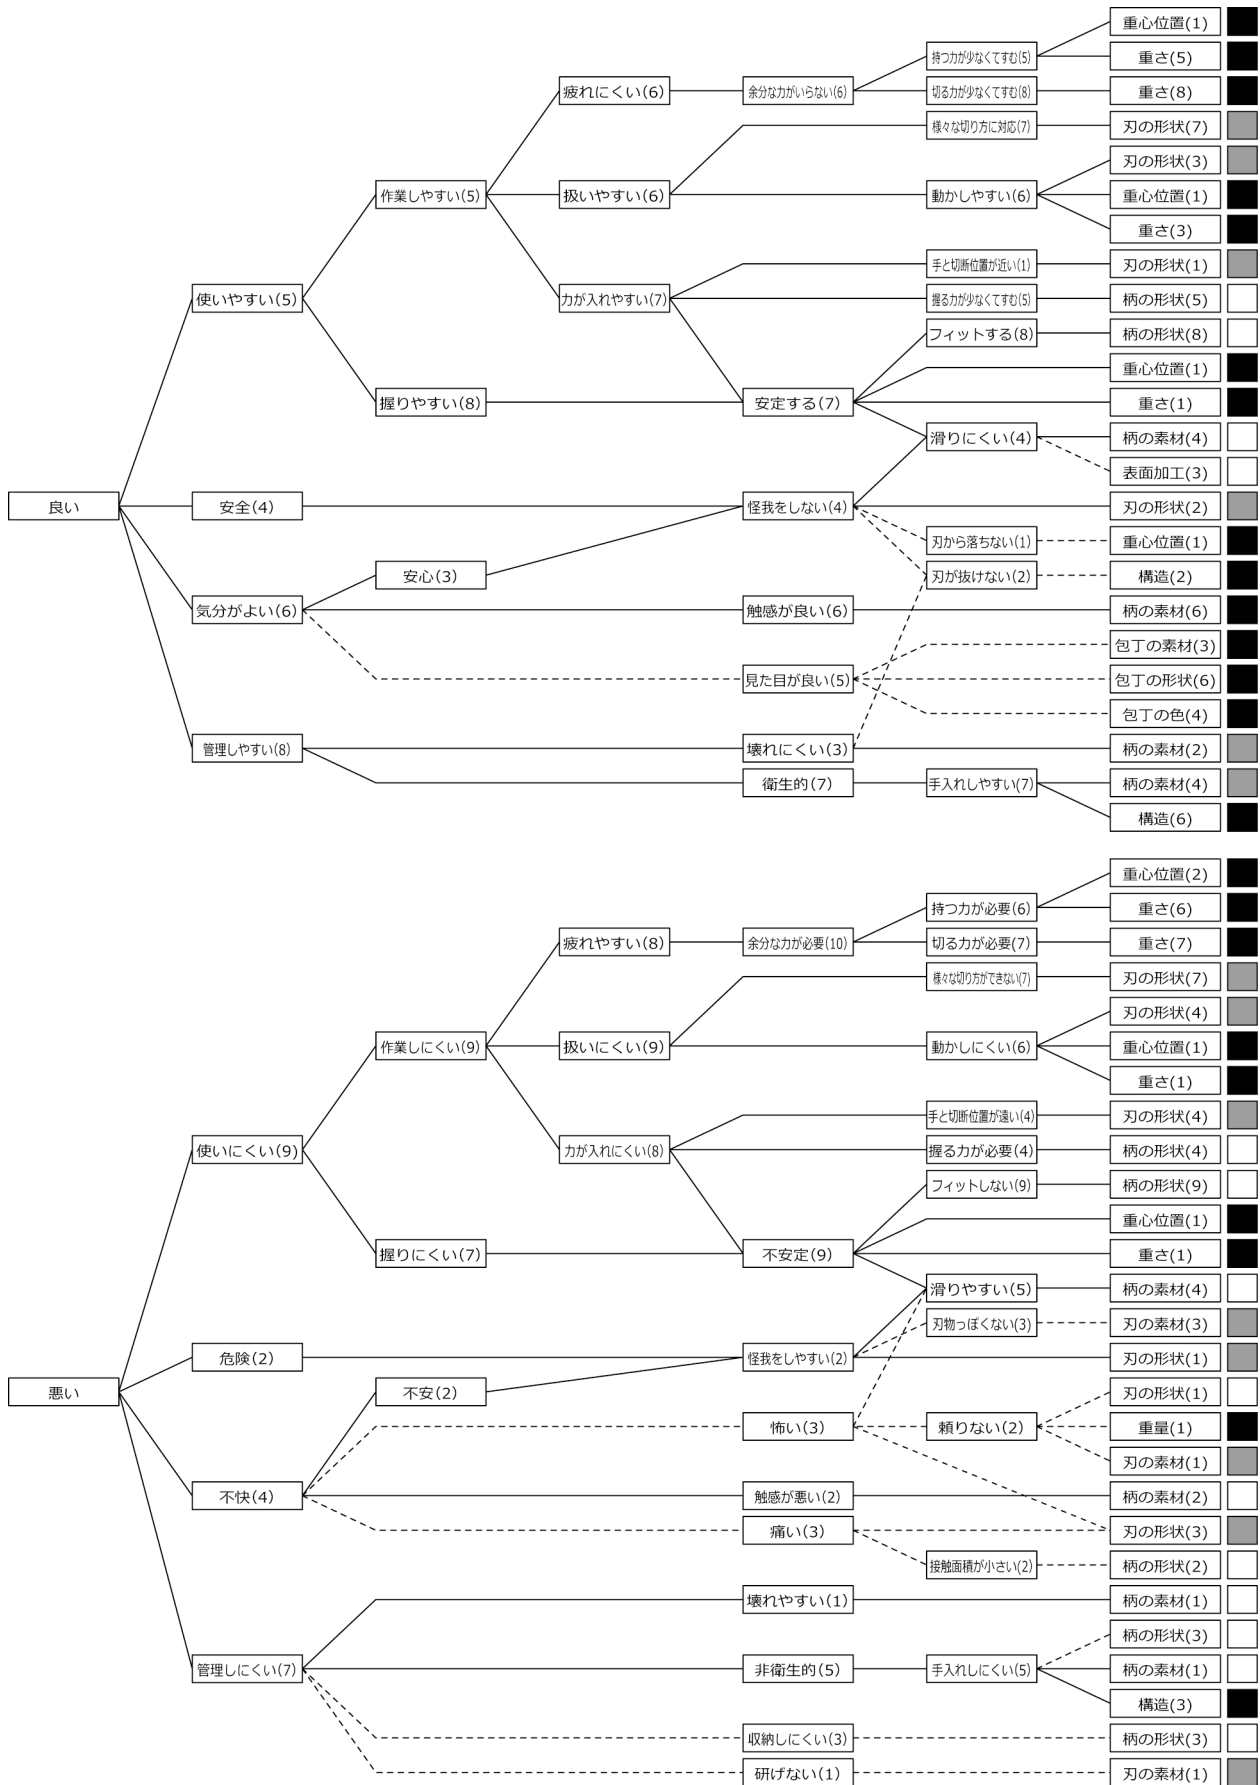 重心位置(1)
持つ力が少なくてすむ(5)
重さ(5)
疲れにくい(6)
余分な力がいらない(6)
切る力が少なくてすむ(8)
重さ(8)
様々な切り方に対応(7)
刃の形状(7)
刃の形状(3)
作業しやすい(5)
扱いやすい(6)
動かしやすい(6)
重心位置(1)
重さ(3)
手と切断位置が近い(1)
刃の形状(1)
使いやすい(5)
力が入れやすい(7)
握る力が少なくてすむ(5)
柄の形状(5)
フィットする(8)
柄の形状(8)
重心位置(1)
握りやすい(8)
安定する(7)
重さ(1)
滑りにくい(4)
柄の素材(4)
表面加工(3)
良い
安全(4)
怪我をしない(4)
刃の形状(2)
刃から落ちない(1)
重心位置(1)
安心(3)
刃が抜けない(2)
構造(2)
気分がよい(6)
触感が良い(6)
柄の素材(6)
包丁の素材(3)
見た目が良い(5)
包丁の形状(6)
包丁の色(4)
管理しやすい(8)
壊れにくい(3)
柄の素材(2)
衛生的(7)
手入れしやすい(7)
柄の素材(4)
構造(6)
重心位置(2)
持つ力が必要(6)
重さ(6)
疲れやすい(8)
余分な力が必要(10)
切る力が必要(7)
重さ(7)
様々な切り方ができない(7)
刃の形状(7)
刃の形状(4)
作業しにくい(9)
扱いにくい(9)
動かしにくい(6)
重心位置(1)
重さ(1)
手と切断位置が遠い(4)
刃の形状(4)
使いにくい(9)
力が入れにくい(8)
握る力が必要(4)
柄の形状(4)
フィットしない(9)
柄の形状(9)
重心位置(1)
握りにくい(7)
不安定(9)
重さ(1)
滑りやすい(5)
柄の素材(4)
刃物っぽくない(3)
刃の素材(3)
危険(2)
怪我をしやすい(2)
刃の形状(1)
悪い
不安(2)
刃の形状(1)
怖い(3)
頼りない(2)
重量(1)
刃の素材(1)
不快(4)
触感が悪い(2)
柄の素材(2)
痛い(3)
刃の形状(3)
接触面積が小さい(2)
柄の形状(2)
壊れやすい(1)
柄の素材(1)
柄の形状(3)
管理しにくい(7)
非衛生的(5)
手入れしにくい(5)
柄の素材(1)
構造(3)
収納しにくい(3)
柄の形状(3)
研げない(1)
刃の素材(1)